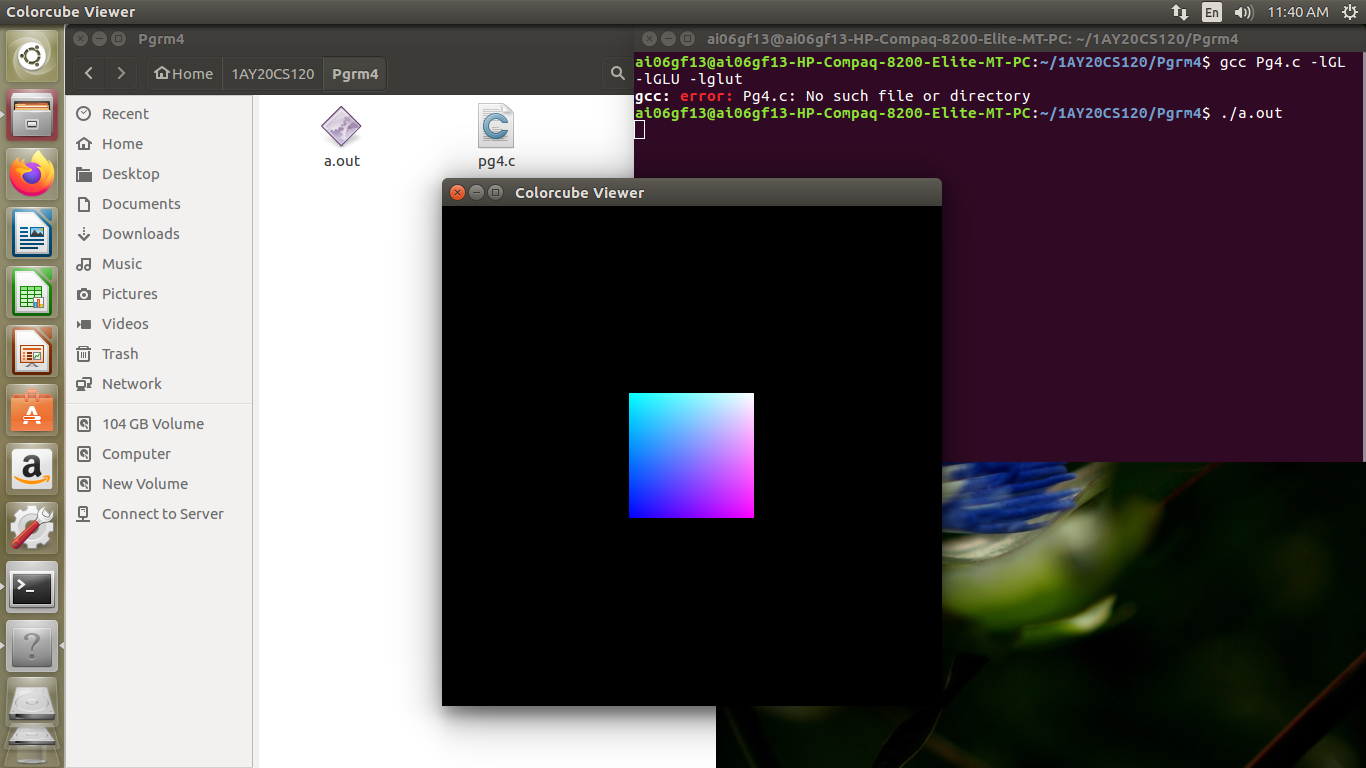 Colorcube Viewer
En
11:40 AM
Pgrm4
Home
1AY20CS120
Pgrm4
Recent
Home
Desktop
Documents
Downloads
Music
Pictures
Videos
Trash
Network
104 GB Volume
Computer
New Volume
Connect to Server
a.out
pg4.c
ai06gf13@ai06gf13-HP-Compaq-8200-Elite-MT-PC: ~/1AY20CS120/Pgrm4
ai06gf13@ai06gf13-HP-Compaq-8200-Elite-MT-PC:~/1AY20CS120/Pgrm4$ gcc Pg4.c -lGL
-lGLU -lglut
gcc: error: Pg4.c: No such file or directory
ai06gf13@ai06gf13-HP-Compaq-8200-Elite-MT-PC:~/1AY20CS120/Pgrm4$ ./a.out
Colorcube Viewer